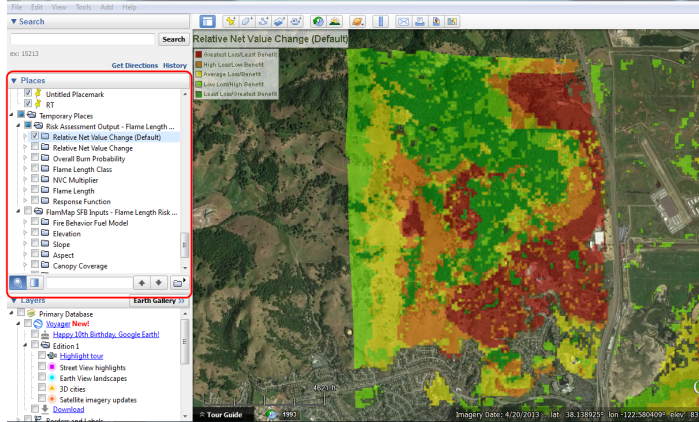 File Edit View Tools Add Help
Search
Search
ex: 15213
Get Directions History
Places
Untitled Placemark
RT
Temporary Places
Risk Assessment Output - Flame Length ...
Relative Net Value Change (Default)
Relative Net Value Change
Overall Burn Probability
Flame Length Class
NVC Multiplier
Flame Length
Response Function
FlamMap SFB Inputs - Flame Length Risk ...
Fire Behavior Fuel Model
Elevation
Slope
Aspect
Canopy Coverage
Layers
Earth Gallery >>
Primary Database
Voyager New!
Happy 10th Birthday, Google Earth!
Edition 1
Highlight tour
Street View highlights
Earth View landscapes
3D cities
Satellite imagery updates
Download
Borders and Labels
Relative Net Value Change (Default)
Greatest Loss/Least Benefit
High Loss/Low Benefit
Average Loss/Benefit
Low Loss/High Benefit
Least Loss/Greatest Benefit
4621 ft
Tour Guide
1993
Imagery Date: 4/20/2013 lat 38.138925° lon -122.580409° elev 83